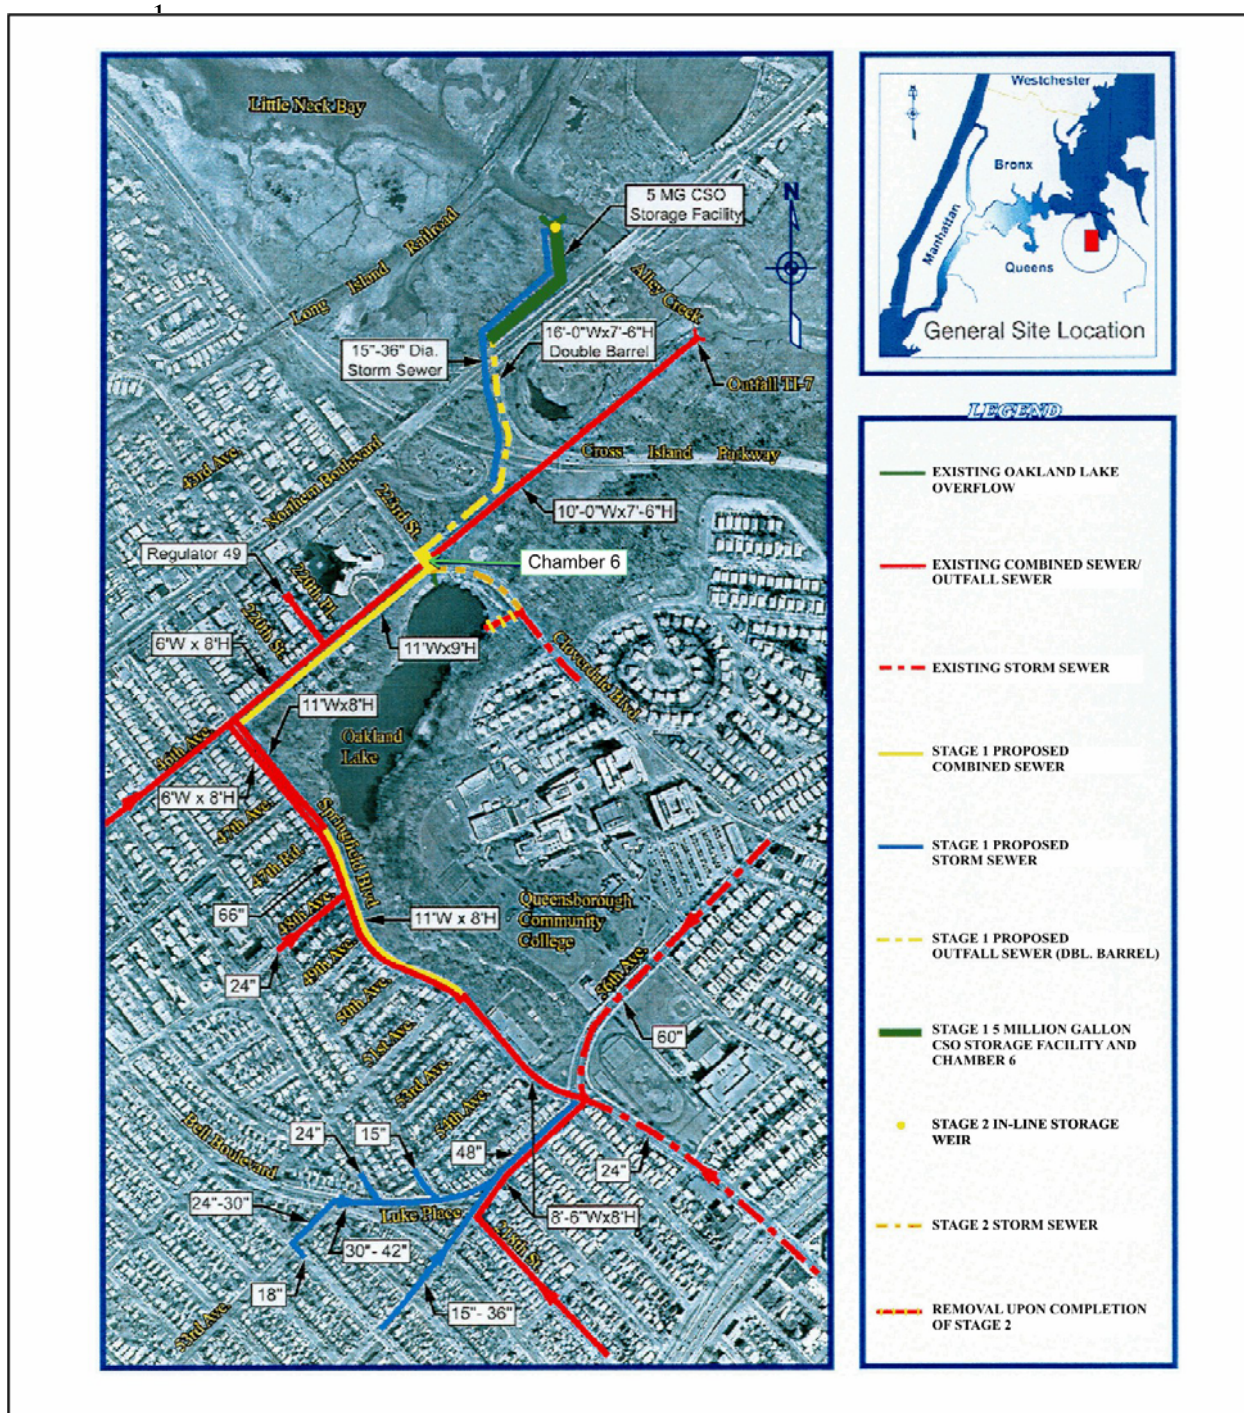 1
Little Neck Bay
5 MG CSO
Storage Facility
N
Long Island Railroad
Alley Creek
15"-36" Dia.
Storm Sewer
16'-0"Wx7'-6"H
Double Barrel
Outfall TI-7
43rd Ave.
Northern Boulevard
Cross Island Parkway
223rd St.
10'-0"Wx7'-6"H
Regulator 49
Chamber 6
220th Pl.
220th St.
6'W x 8'H
11'Wx9'H
Cloverdale Blvd.
11'Wx8'H
46th Ave.
Oakland
Lake
6'W x 8'H
47th Ave.
Springfield Blvd
47th Rd.
66"
48th Ave.
11'W x 8'H
Queensborough
Community
College
24"
49th Ave.
50th Ave.
56th Ave.
51st Ave.
60"
53rd Ave.
54th Ave.
Bell Boulevard
24"
15"
48"
24"
24"-30"
Luke Place
8'-6"Wx8'H
30"- 42"
218th St.
18"
15"- 36"
53rd Ave.
Westchester
N
Bronx
Manhattan
Queens
General Site Location
LEGEND
EXISTING OAKLAND LAKE
OVERFLOW
EXISTING COMBINED SEWER/
OUTFALL SEWER
EXISTING STORM SEWER
STAGE 1 PROPOSED
COMBINED SEWER
STAGE 1 PROPOSED
STORM SEWER
STAGE 1 PROPOSED
OUTFALL SEWER (DBL. BARREL)
STAGE 1 5 MILLION GALLON
CSO STORAGE FACILITY AND
CHAMBER 6
STAGE 2 IN-LINE STORAGE
WEIR
STAGE 2 STORM SEWER
REMOVAL UPON COMPLETION
OF STAGE 2